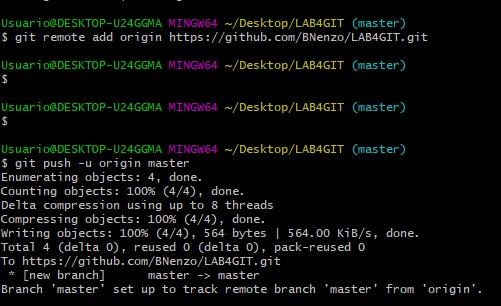 Usuario@DESKTOP-U24GGMA MINGW64 ~/Desktop/LAB4GIT (master)
$ git remote add origin https://github.com/BNenzo/LAB4GIT.git
Usuario@DESKTOP-U24GGMA MINGW64 ~/Desktop/LAB4GIT (master)
$
Usuario@DESKTOP-U24GGMA MINGW64 ~/Desktop/LAB4GIT (master)
$
Usuario@DESKTOP-U24GGMA MINGW64 ~/Desktop/LAB4GIT (master)
$ git push -u origin master
Enumerating objects: 4, done.
Counting objects: 100% (4/4), done.
Delta compression using up to 8 threads
Compressing objects: 100% (4/4), done.
Writing objects: 100% (4/4), 564 bytes | 564.00 KiB/s, done.
Total 4 (delta 0), reused 0 (delta 0), pack-reused 0
To https://github.com/BNenzo/LAB4GIT.git
 * [new branch]      master -> master
Branch 'master' set up to track remote branch 'master' from 'origin'.